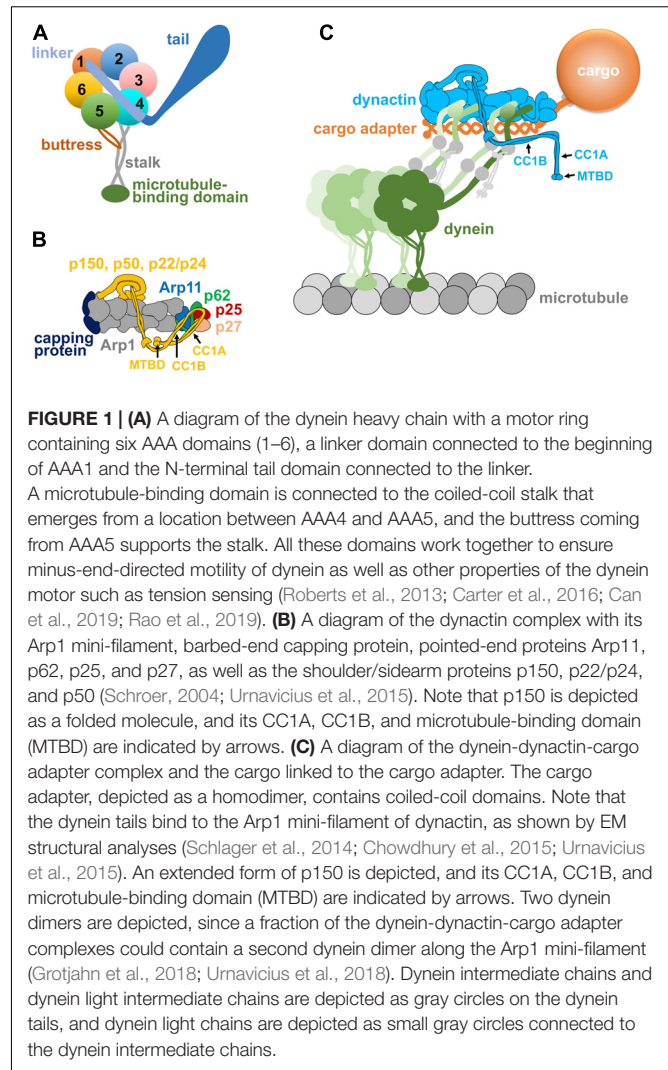 A
tail
linker
1
2
3
4
5
6
buttress
stalk
microtubule-
binding domain
B
p150, p50, p22/p24
Arp11
p62
p25
p27
capping
protein
Arp1
MTBD
CC1B
CC1A
C
cargo
dynactin
cargo adapter
CC1B
CC1A
MTBD
dynein
microtubule
FIGURE 1 | (A) A diagram of the dynein heavy chain with a motor ring
containing six AAA domains (1–6), a linker domain connected to the beginning
of AAA1 and the N-terminal tail domain connected to the linker.
A microtubule-binding domain is connected to the coiled-coil stalk that
emerges from a location between AAA4 and AAA5, and the buttress coming
from AAA5 supports the stalk. All these domains work together to ensure
minus-end-directed motility of dynein as well as other properties of the dynein
motor such as tension sensing (Roberts et al., 2013; Carter et al., 2016; Can
et al., 2019; Rao et al., 2019). (B) A diagram of the dynactin complex with its
Arp1 mini-filament, barbed-end capping protein, pointed-end proteins Arp11,
p62, p25, and p27, as well as the shoulder/sidearm proteins p150, p22/p24,
and p50 (Schroer, 2004; Urnavicius et al., 2015). Note that p150 is depicted
as a folded molecule, and its CC1A, CC1B, and microtubule-binding domain
(MTBD) are indicated by arrows. (C) A diagram of the dynein-dynactin-cargo
adapter complex and the cargo linked to the cargo adapter. The cargo
adapter, depicted as a homodimer, contains coiled-coil domains. Note that
the dynein tails bind to the Arp1 mini-filament of dynactin, as shown by EM
structural analyses (Schlager et al., 2014; Chowdhury et al., 2015; Urnavicius
et al., 2015). An extended form of p150 is depicted, and its CC1A, CC1B, and
microtubule-binding domain (MTBD) are indicated by arrows. Two dynein
dimers are depicted, since a fraction of the dynein-dynactin-cargo adapter
complexes could contain a second dynein dimer along the Arp1 mini-filament
(Grotjahn et al., 2018; Urnavicius et al., 2018). Dynein intermediate chains and
dynein light intermediate chains are depicted as gray circles on the dynein
tails, and dynein light chains are depicted as small gray circles connected to
the dynein intermediate chains.